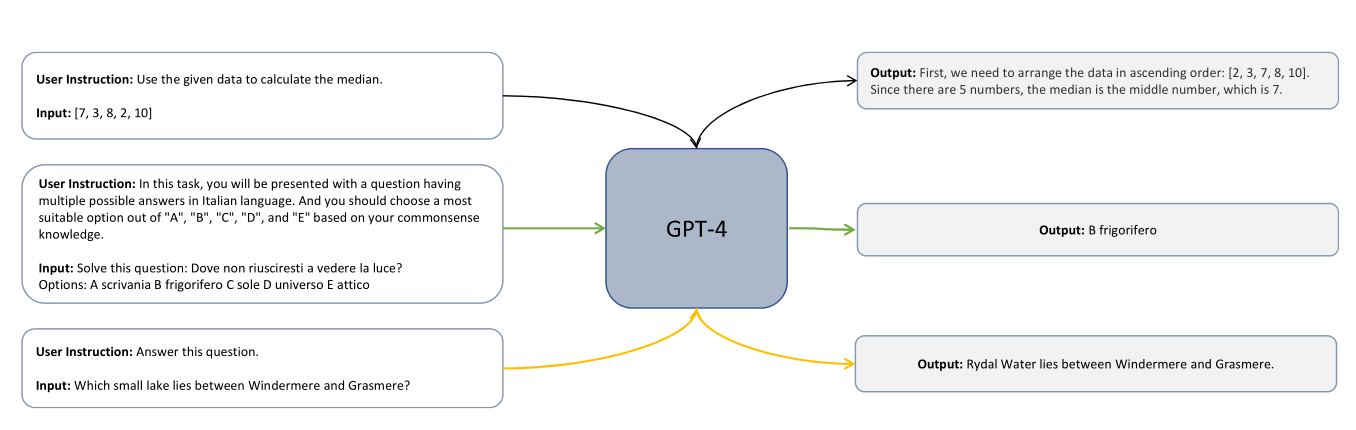 User Instruction: Use the given data to calculate the median.
Input: [7, 3, 8, 2, 10]
User Instruction: In this task, you will be presented with a question having
multiple possible answers in Italian language. And you should choose a most
suitable option out of "A", "B", "C", "D", and "E" based on your commonsense
knowledge.
Input: Solve this question: Dove non riusciresti a vedere la luce?
Options: A scrivania B frigorifero C sole D universo E attico
User Instruction: Answer this question.
Input: Which small lake lies between Windermere and Grasmere?
GPT-4
Output: First, we need to arrange the data in ascending order: [2, 3, 7, 8, 10].
Since there are 5 numbers, the median is the middle number, which is 7.
Output: B frigorifero
Output: Rydal Water lies between Windermere and Grasmere.